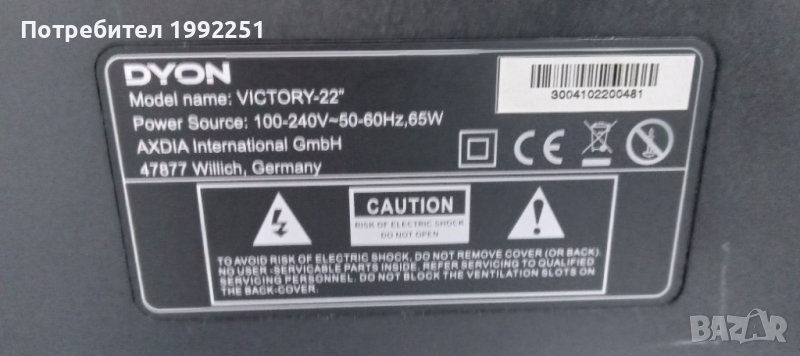 Потребител 1992251
DYON
Model name: VICTORY-22"
Power Source: 100-240V~50-60Hz,65W
AXDIA International GmbH
47877 Willich, Germany
3004102200481
CE
CAUTION
RISK OF ELECTRIC SHOCK
DO NOT OPEN
TO AVOID RISK OF ELECTRIC SHOCK, DO NOT REMOVE COVER (OR BACK).
NO USER -SERVICABLE PARTS INSIDE. REFER SERVICING TO QUALIFIED
SERVICING PERSONNEL. DO NOT BLOCK THE VENTILATION SLOTS ON
THE BACK-COVER.
BAZAR